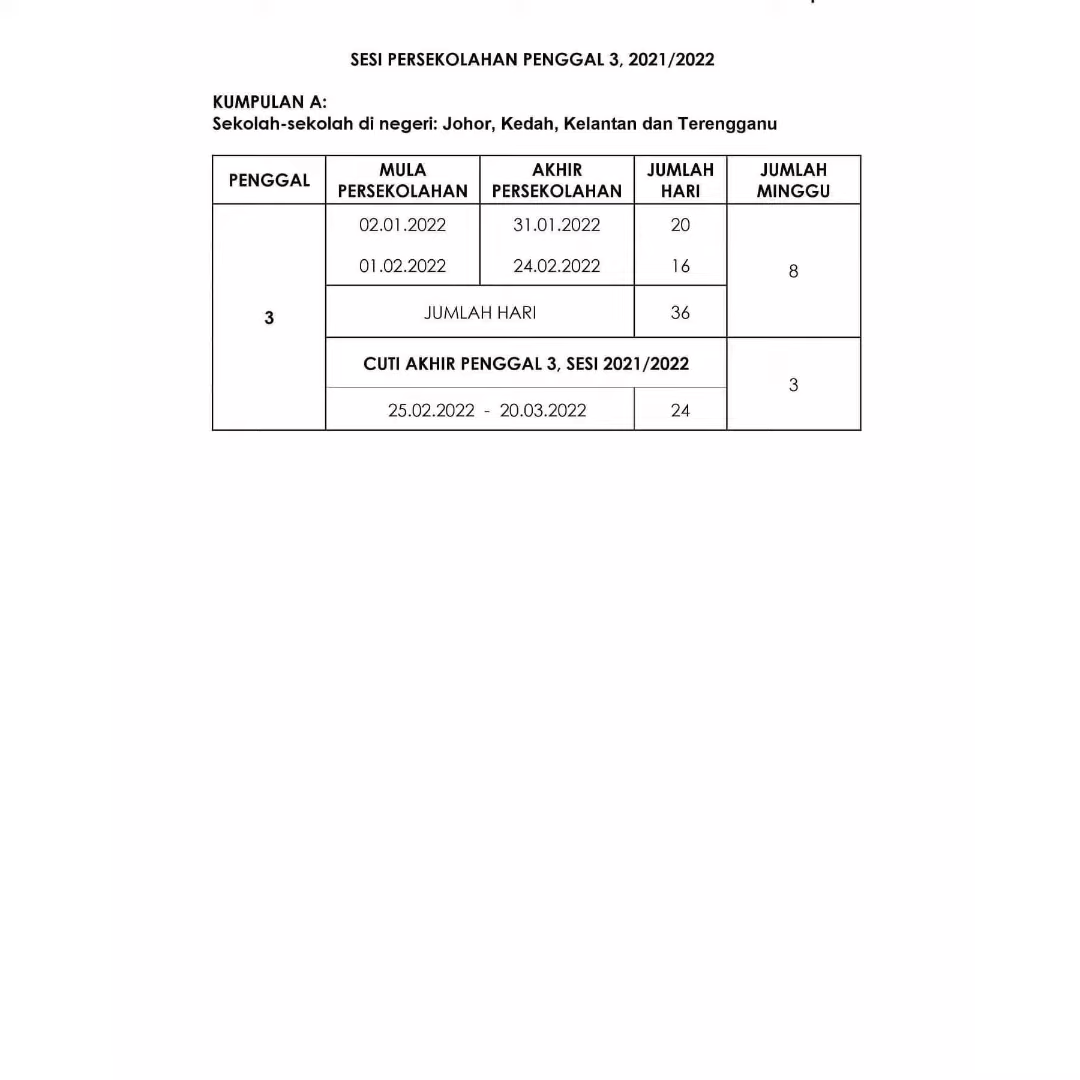 SESI PERSEKOLAHAN PENGGAL 3, 2021/2022
KUMPULAN A:
Sekolah-sekolah di negeri: Johor, Kedah, Kelantan dan Terengganu
PENGGAL
MULA PERSEKOLAHAN
AKHIR PERSEKOLAHAN
JUMLAH HARI
JUMLAH MINGGU
3
02.01.2022 31.01.2022 20
01.02.2022 24.02.2022 16
8
JUMLAH HARI 36
CUTI AKHIR PENGGAL 3, SESI 2021/2022
3
25.02.2022 - 20.03.2022 24